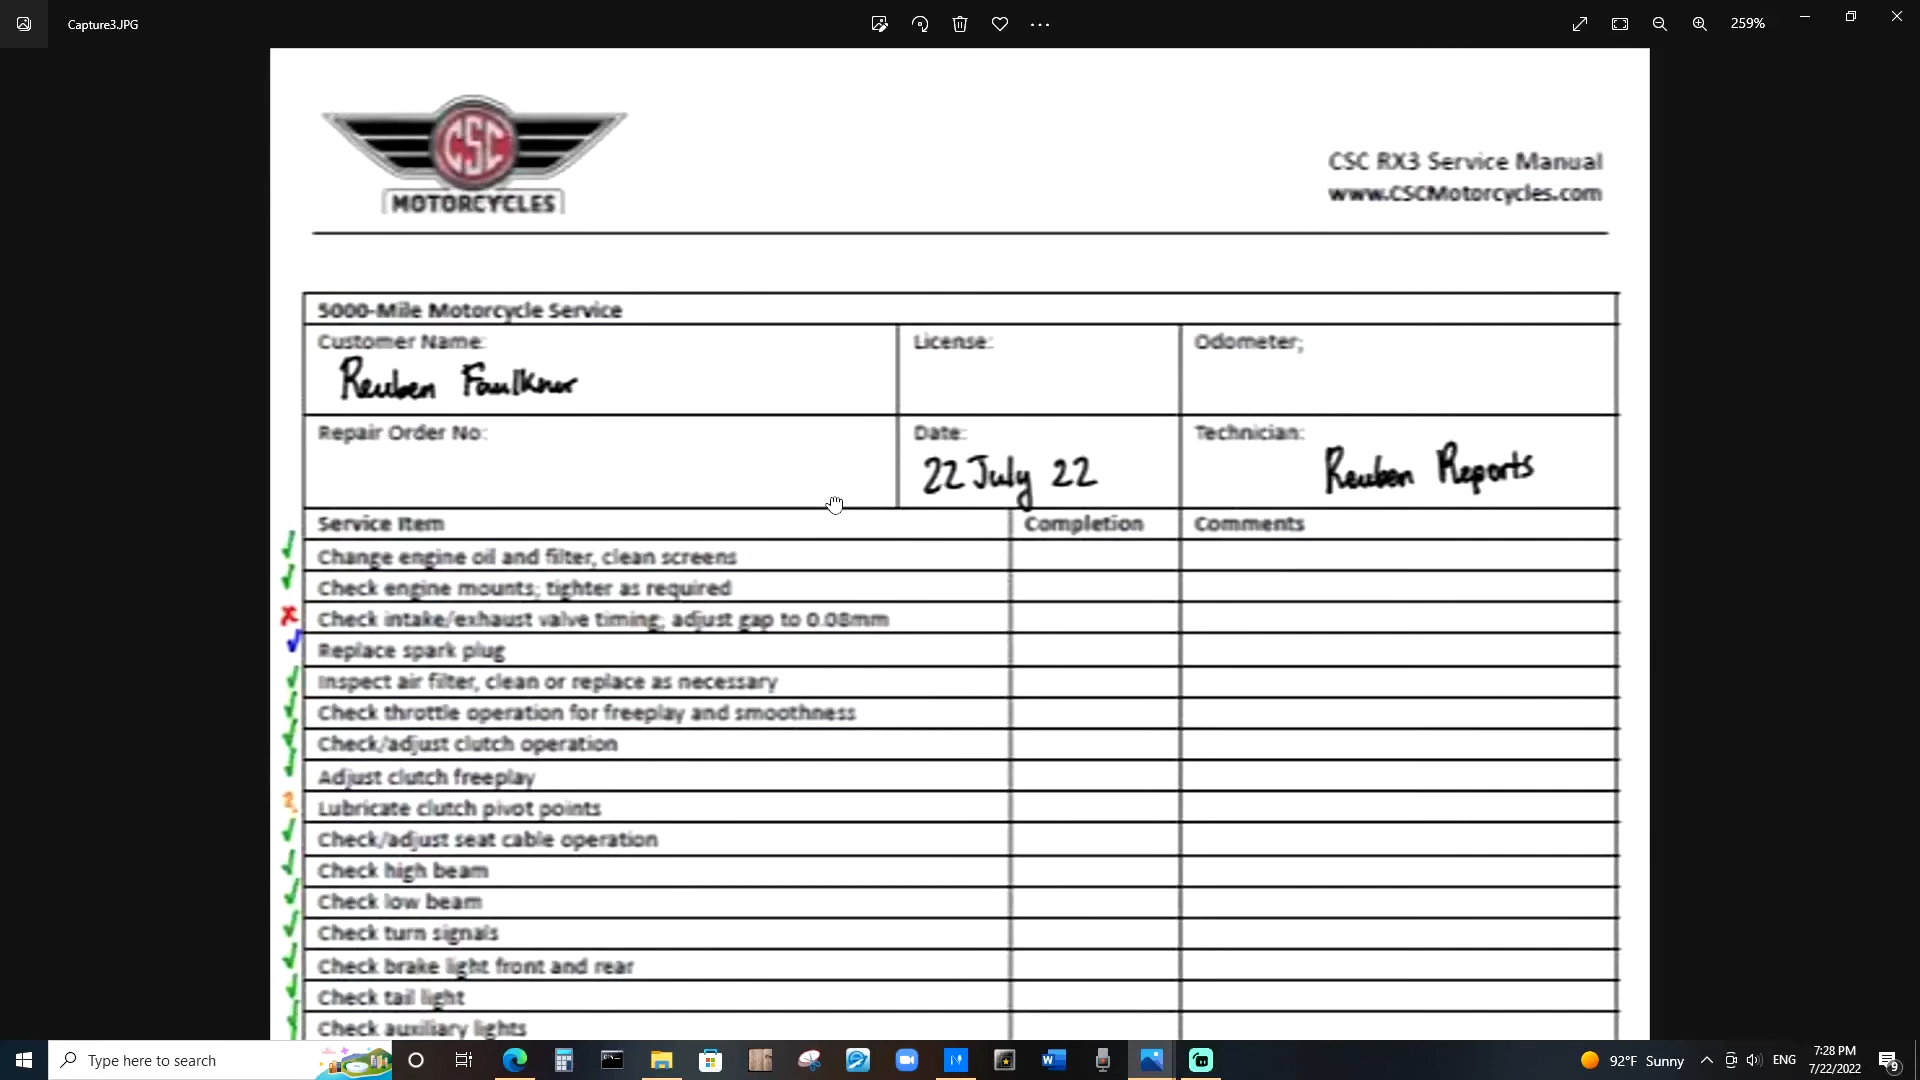 Capture3.JPG
259%
CSC
MOTORCYCLES
CSC RX3 Service Manual
www.CSCMotorcycles.com
5000-Mile Motorcycle Service
Customer Name:
License:
Odometer;
Reuben Faulkner
Repair Order No:
Date:
Technician:
22 July 22
Reuben Reports
Service Item
Completion
Comments
Change engine oil and filter, clean screens
Check engine mounts; tighter as required
Check intake/exhaust valve timing; adjust gap to 0.08mm
Replace spark plug
Inspect air filter, clean or replace as necessary
Check throttle operation for freeplay and smoothness
Check/adjust clutch operation
Adjust clutch freeplay
? Lubricate clutch pivot points
Check/adjust seat cable operation
Check high beam
Check low beam
Check turn signals
Check brake light front and rear
Check tail light
Check auxiliary lights
Type here to search
92°F Sunny
ENG
7:28 PM
7/22/2022
9